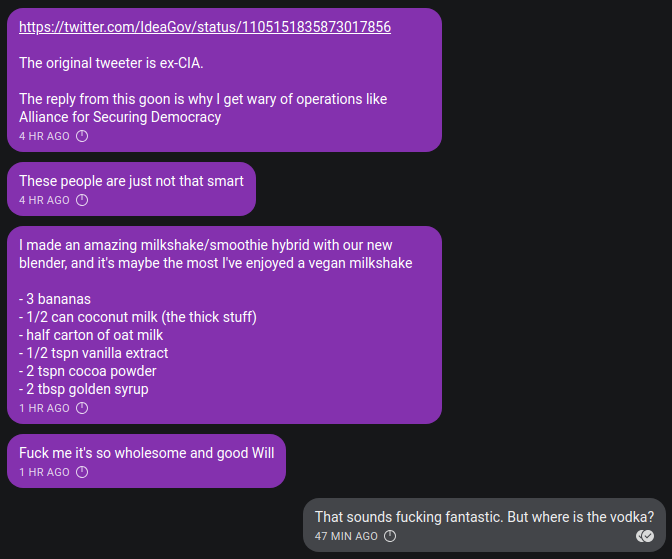 https://twitter.com/IdeaGov/status/1105151835873017856
The original tweeter is ex-CIA.
The reply from this goon is why I get wary of operations like
Alliance for Securing Democracy
4 HR AGO
These people are just not that smart
4 HR AGO
I made an amazing milkshake/smoothie hybrid with our new
blender, and it's maybe the most I've enjoyed a vegan milkshake
- 3 bananas
- 1/2 can coconut milk (the thick stuff)
- half carton of oat milk
- 1/2 tspn vanilla extract
- 2 tspn cocoa powder
- 2 tbsp golden syrup
1 HR AGO
Fuck me it's so wholesome and good Will
1 HR AGO
That sounds fucking fantastic. But where is the vodka?
47 MIN AGO